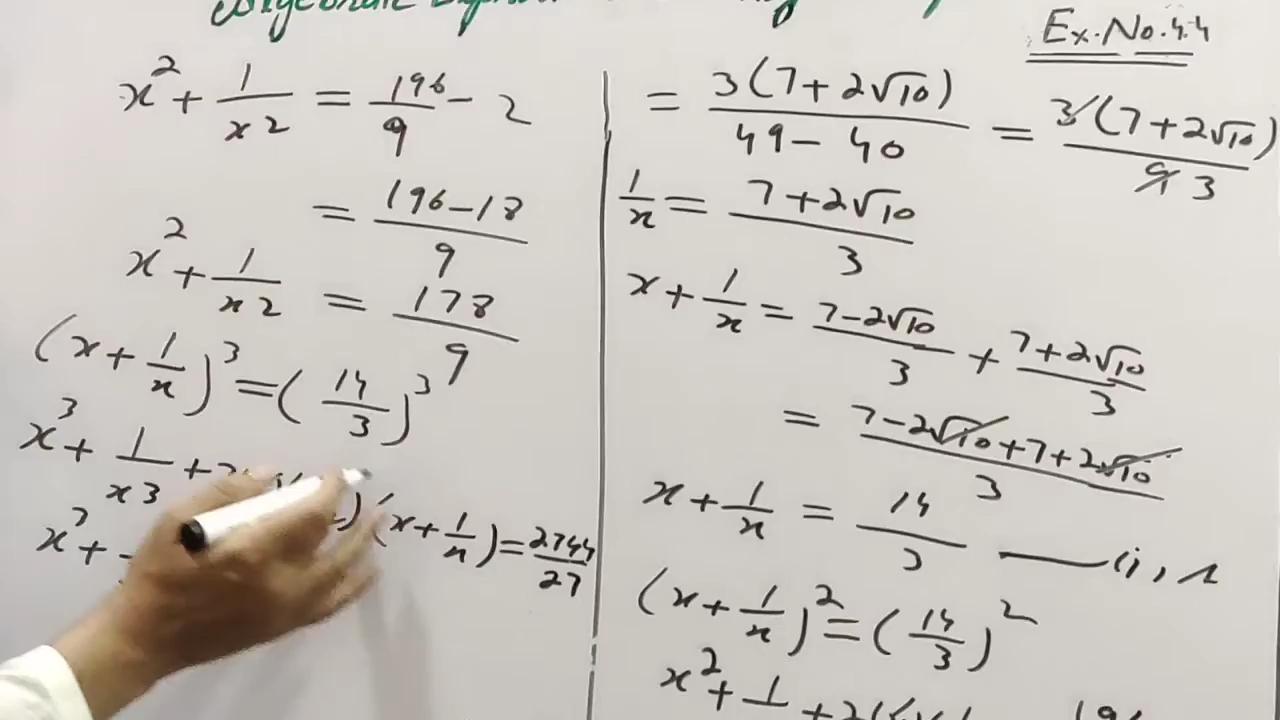 Ex.No.4.4
x² + 1/x2 = 196/9 - 2
= 196-18/9
x² + 1/x2 = 178/9
(x + 1/x)³ = (14/3)³
x³ + 1/x3 + (x + 1/x) = 2744/27
= 3(7+2√10)/49-40 = 3(7+2√10)/9 3
1/x = 7+2√10/3
x + 1/x = 7-2√10/3 + 7+2√10/3
= 7-2√10+7+2√10/3
x + 1/x = 14/3
(x + 1/x)² = (14/3)²
x² + 1